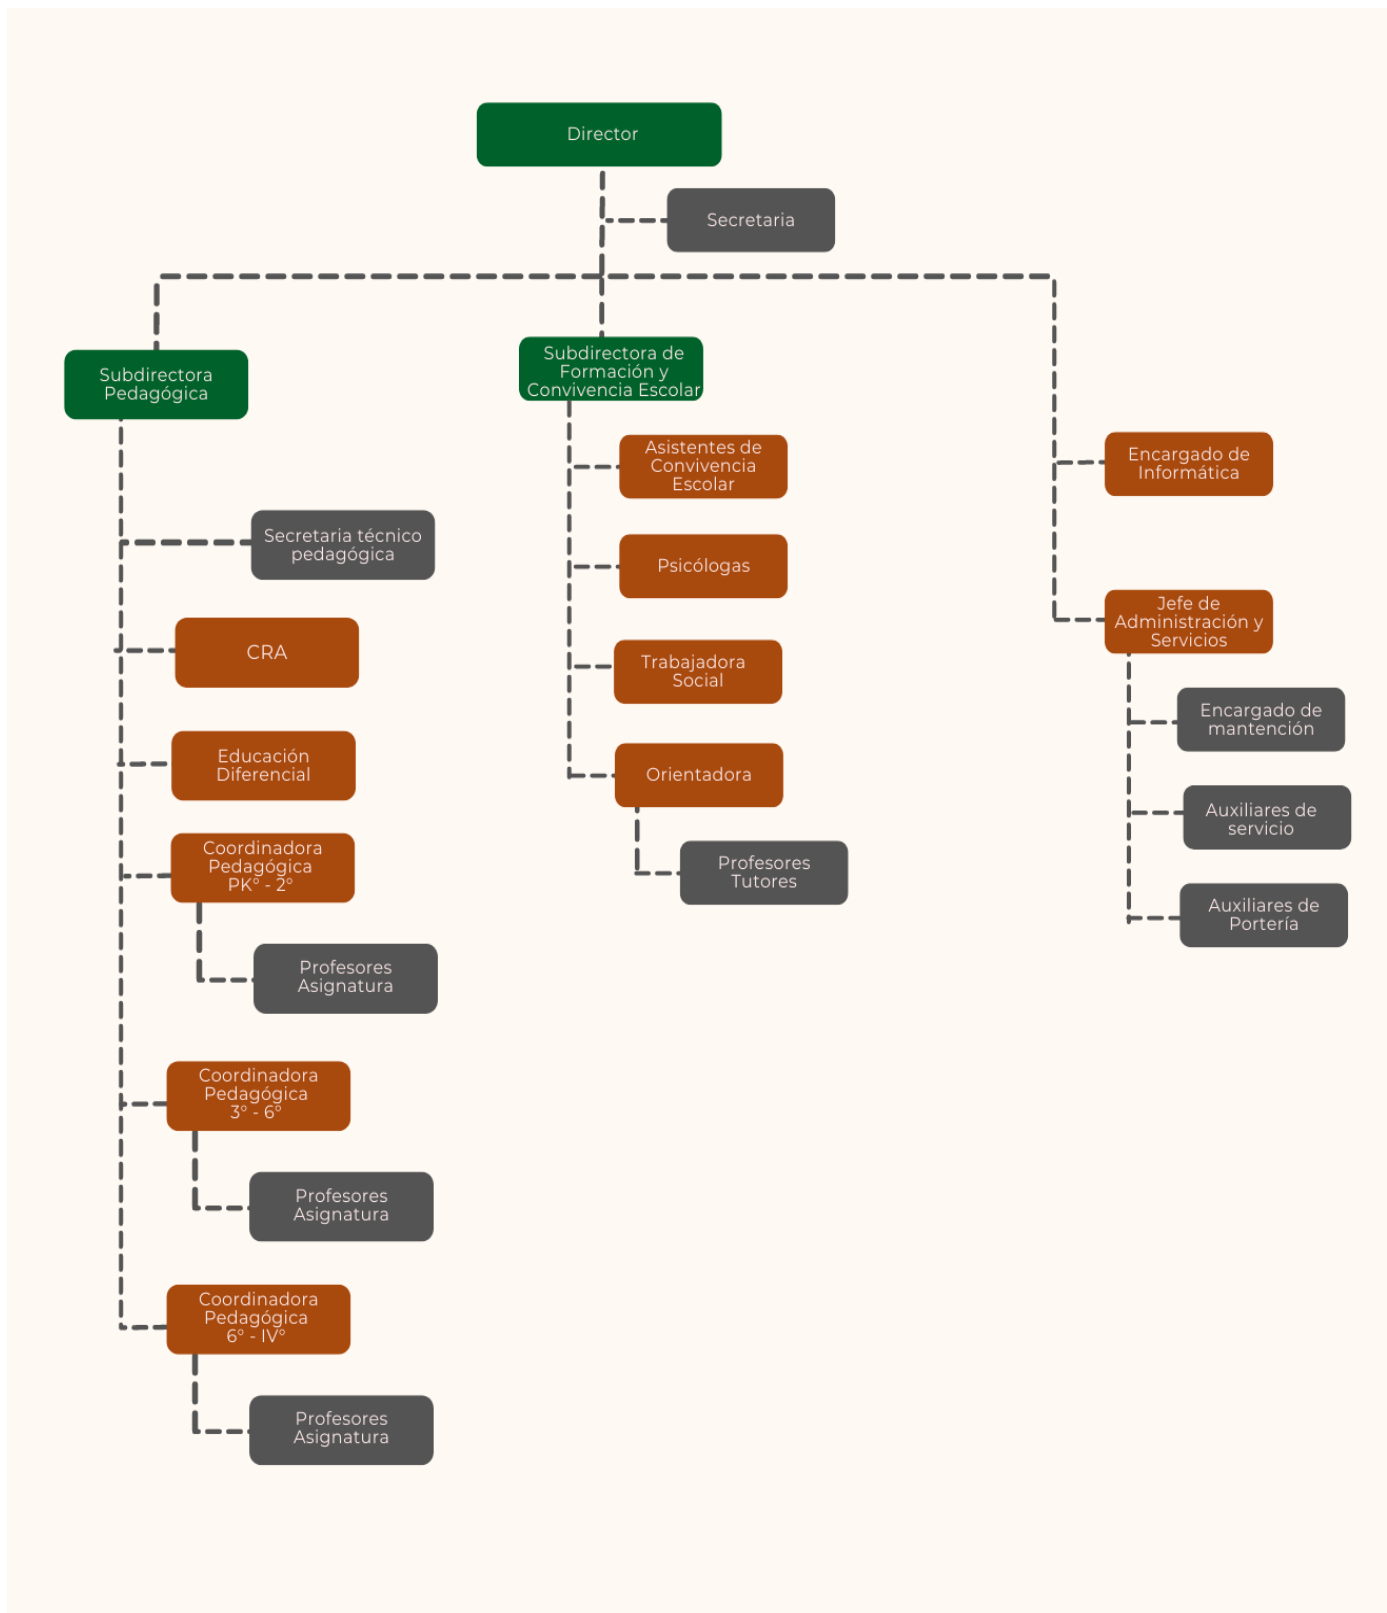 Director
Secretaria
Subdirectora
Pedagógica
Secretaria técnico
pedagógica
CRA
Educación
Diferencial
Coordinadora
Pedagógica
PK° - 2°
Profesores
Asignatura
Coordinadora
Pedagógica
3° - 6°
Profesores
Asignatura
Coordinadora
Pedagógica
6° - IV°
Profesores
Asignatura
Subdirectora de
Formación y
Convivencia Escolar
Asistentes de
Convivencia
Escolar
Psicólogas
Trabajadora
Social
Orientadora
Profesores
Tutores
Encargado de
Informática
Jefe de
Administración y
Servicios
Encargado de
mantención
Auxiliares de
servicio
Auxiliares de
Portería